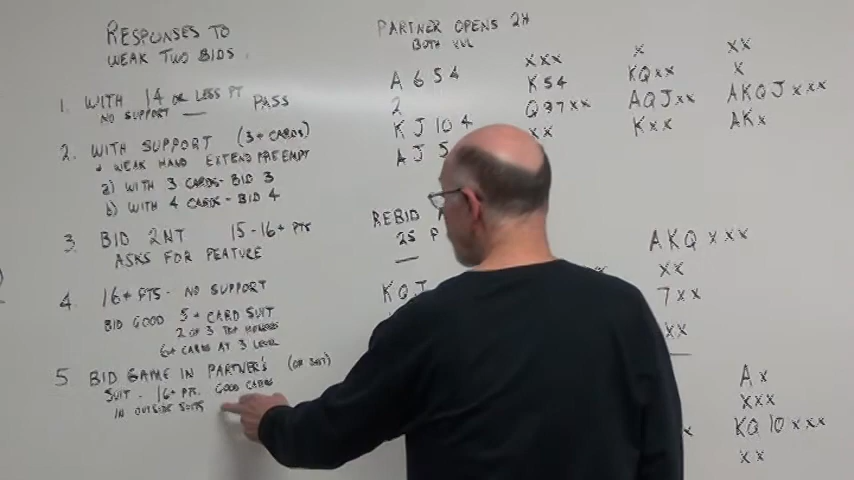 RESPONSES TO
WEAK TWO BIDS
1. WITH 14 OR LESS PT PASS
NO SUPPORT —
2. WITH SUPPORT (3+ CARDS)
+ WEAK HAND EXTEND PREEMPT
a) WITH 3 CARDS - BID 3
b) WITH 4 CARDS - BID 4
3. BID 2NT 15-16+ PTS
ASKS FOR FEATURE
4. 16+ PTS - NO SUPPORT
BID GOOD 5+ CARD SUIT
2 OF 3 TOP HONORS
6+ CARDS AT 3 LEVEL
5 BID GAME IN PARTNER'S (OR 3NT)
SUIT - 16+ PTS. GOOD CARDS
IN OUTSIDE SUITS
PARTNER OPENS 2H
BOTH VUL
A 6 5 4
2
K J 10 4
A J 5
x x x
K 5 4
Q 9 7 x x
x x
x
K Q x x
A Q J x x
K x x
x x
x
A K Q J x x x
A K x
REBID
25 P
K Q J
A K Q x x x
x x
7 x x
x x
A x
x x x
K Q 10 x x x
x x